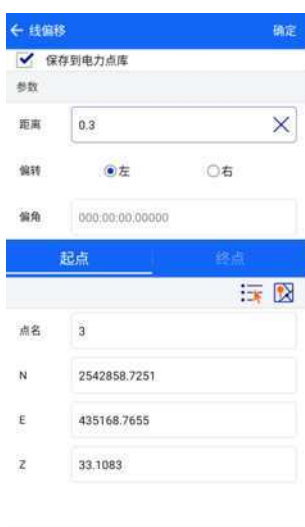 线偏移 确定
保存到电力点库
参数
距离 0.3
偏转 左 右
偏角 000:00:00.00000
起点 终点
点名 3
N 2542858.7251
E 435168.7655
Z 33.1083